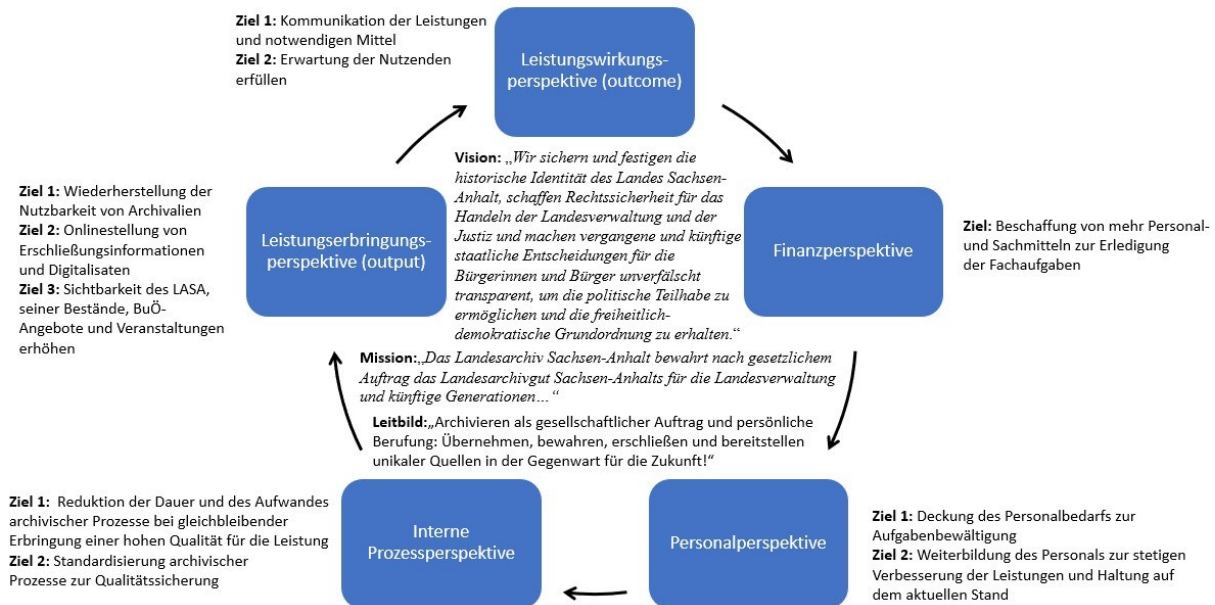 Ziel 1: Kommunikation der Leistungen
und notwendigen Mittel
Ziel 2: Erwartung der Nutzenden
erfüllen
Leistungswirkungs-
perspektive (outcome)
Vision: „Wir sichern und festigen die
historische Identität des Landes Sachsen-
Anhalt, schaffen Rechtssicherheit für das
Handeln der Landesverwaltung und der
Justiz und machen vergangene und künftige
staatliche Entscheidungen für die
Bürgerinnen und Bürger unverfälscht
transparent, um die politische Teilhabe zu
ermöglichen und die freiheitlich-
demokratische Grundordnung zu erhalten.“
Ziel 1: Wiederherstellung der
Nutzbarkeit von Archivalien
Ziel 2: Onlinestellung von
Erschließungsinformationen
und Digitalisaten
Ziel 3: Sichtbarkeit des LASA,
seiner Bestände, BuÖ-
Angebote und Veranstaltungen
erhöhen
Leistungserbringungs-
perspektive (output)
Finanzperspektive
Ziel: Beschaffung von mehr Personal-
und Sachmitteln zur Erledigung
der Fachaufgaben
Mission:„Das Landesarchiv Sachsen-Anhalt bewahrt nach gesetzlichem
Auftrag das Landesarchivgut Sachsen-Anhalts für die Landesverwaltung
und künftige Generationen…“
Leitbild:„Archivieren als gesellschaftlicher Auftrag und persönliche
Berufung: Übernehmen, bewahren, erschließen und bereitstellen
unikaler Quellen in der Gegenwart für die Zukunft!“
Ziel 1: Reduktion der Dauer und des Aufwandes
archivischer Prozesse bei gleichbleibender
Erbringung einer hohen Qualität für die Leistung
Ziel 2: Standardisierung archivischer
Prozesse zur Qualitätssicherung
Interne
Prozessperspektive
Personalperspektive
Ziel 1: Deckung des Personalbedarfs zur
Aufgabenbewältigung
Ziel 2: Weiterbildung des Personals zur stetigen
Verbesserung der Leistungen und Haltung auf
dem aktuellen Stand